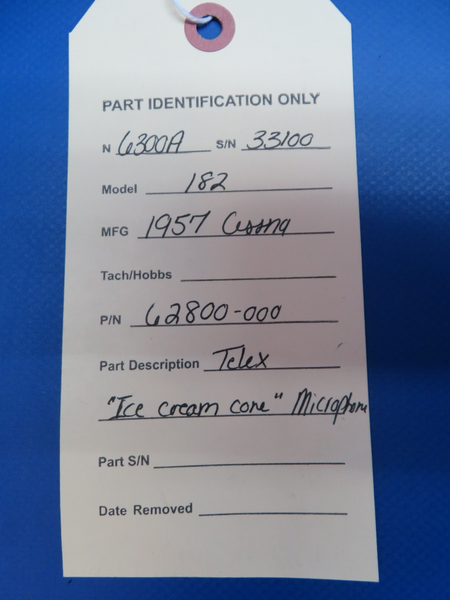 PART IDENTIFICATION ONLY
N 6300A S/N 33100
Model 182
MFG 1957 Cessna
Tach/Hobbs
P/N 62800-000
Part Description Telex
"Ice cream cone" Microphone
Part S/N
Date Removed